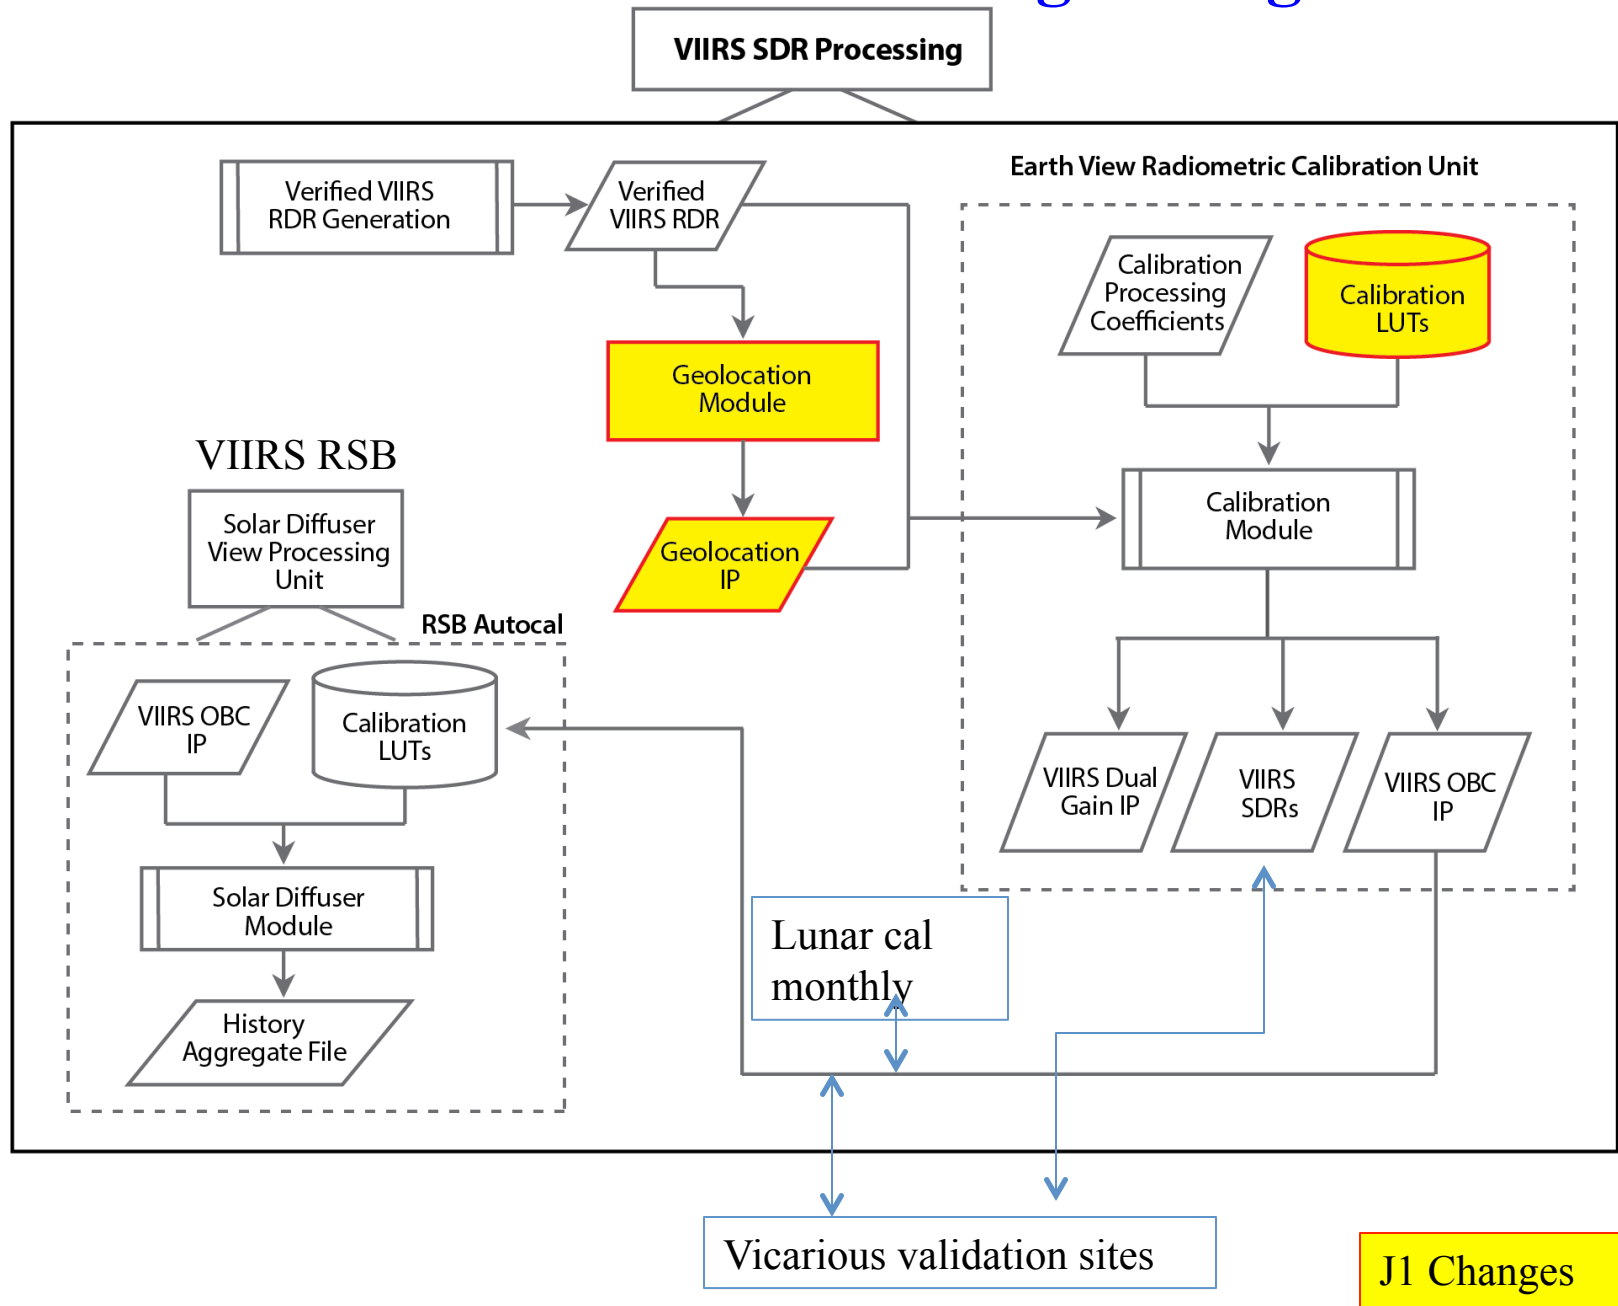 VIIRS SDR Processing
Verified VIIRS
RDR Generation
Verified
VIIRS RDR
Earth View Radiometric Calibration Unit
Calibration
Processing
Coefficients
Calibration
LUTs
Geolocation
Module
VIIRS RSB
Solar Diffuser
View Processing
Unit
Geolocation
IP
Calibration
Module
RSB Autocal
VIIRS OBC
IP
Calibration
LUTs
VIIRS Dual
Gain IP
VIIRS
SDRs
VIIRS OBC
IP
Solar Diffuser
Module
Lunar cal
monthly
History
Aggregate File
Vicarious validation sites
J1 Changes